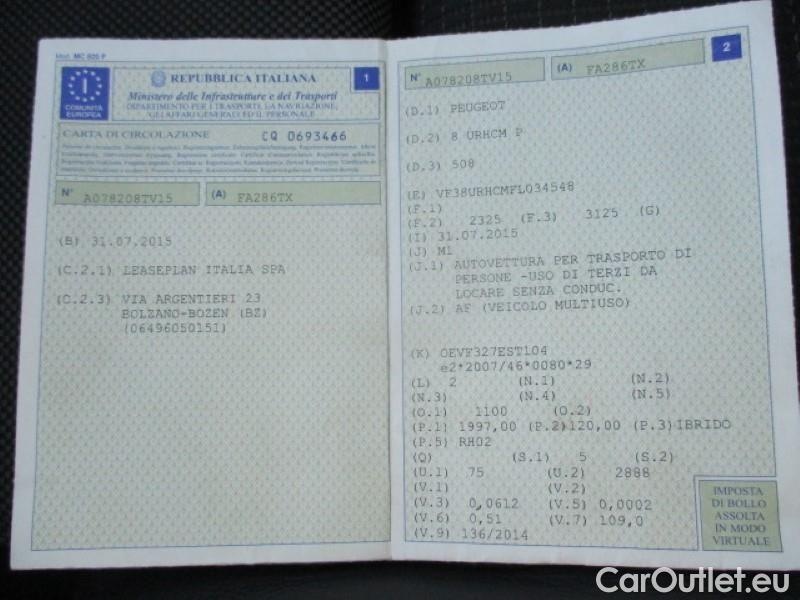 Mod. MC 820 F
I
COMUNITÀ
EUROPEA
REPUBBLICA ITALIANA
1
Ministero delle Infrastrutture e dei Trasporti
DIPARTIMENTO PER I TRASPORTI, LA NAVIGAZIONE,
GLI AFFARI GENERALI ED IL PERSONALE
CARTA DI CIRCOLAZIONE CQ 0693466
N° A078208TV15 (A) FA286TX
(B) 31.07.2015
(C.2.1) LEASEPLAN ITALIA SPA
(C.2.3) VIA ARGENTIERI 23
BOLZANO-BOZEN (BZ)
(06496050151)
2
N° A078208TV15 (A) FA286TX
(D.1) PEUGEOT
(D.2) 8 URHCM P
(D.3) 508
(E) VF38URHCMFL034548
(F.1)
(F.2) 2325 (F.3) 3125 (G)
(I) 31.07.2015
(J) M1
(J.1) AUTOVETTURA PER TRASPORTO DI
PERSONE -USO DI TERZI DA
LOCARE SENZA CONDUC.
(J.2) AF (VEICOLO MULTIUSO)
(K) OEVF327EST104
e2*2007/46*0080*29
(L) 2 (N.1) (N.2)
(N.3) (N.4) (N.5)
(O.1) 1100 (O.2)
(P.1) 1997,00 (P.2)120,00 (P.3)IBRIDO
(P.5) RH02
(Q) (S.1) 5 (S.2)
(U.1) 75 (U.2) 2888
(V.1) (V.2)
(V.3) 0,0612 (V.5) 0,0002
(V.6) 0,51 (V.7) 109,0
(V.9) 136/2014
IMPOSTA
DI BOLLO
ASSOLTA
IN MODO
VIRTUALE
CarOutlet.eu